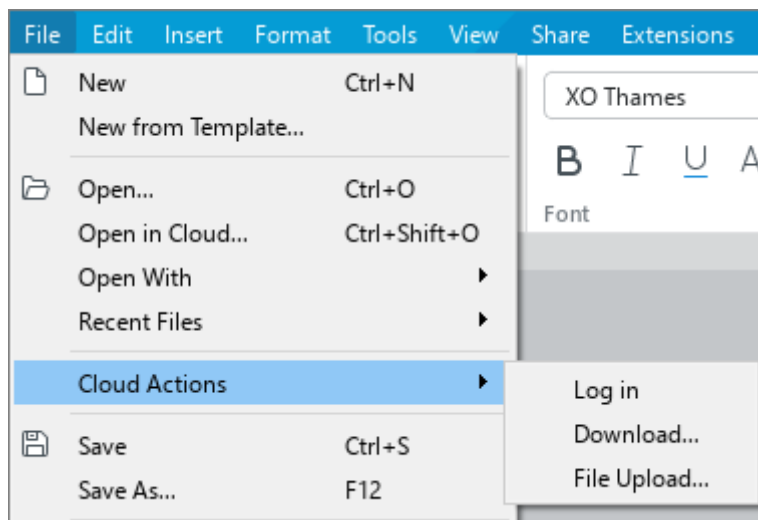 File Edit Insert Format Tools View Share Extensions
New Ctrl+N
New from Template...
Open... Ctrl+O
Open in Cloud... Ctrl+Shift+O
Open With
Recent Files
Cloud Actions
Save Ctrl+S
Save As... F12
Log in
Download...
File Upload...
XO Thames
B I U A
Font